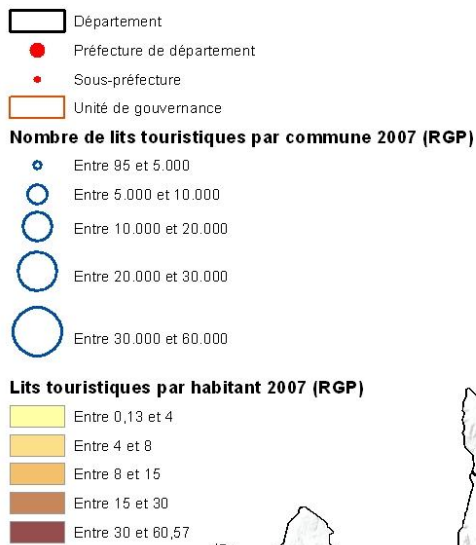 Département
Préfecture de département
Sous-préfecture
Unité de gouvernance
Nombre de lits touristiques par commune 2007 (RGP)
Entre 95 et 5.000
Entre 5.000 et 10.000
Entre 10.000 et 20.000
Entre 20.000 et 30.000
Entre 30.000 et 60.000
Lits touristiques par habitant 2007 (RGP)
Entre 0,13 et 4
Entre 4 et 8
Entre 8 et 15
Entre 15 et 30
Entre 30 et 60,57